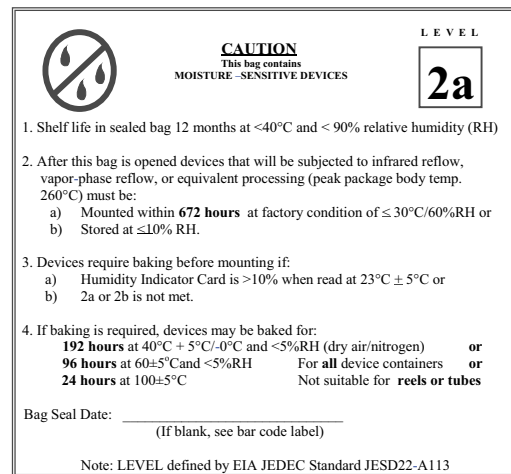 LEVEL
CAUTION
2a
This bag contains
MOISTURE –SENSITIVE DEVICES
1. Shelf life in sealed bag 12 months at <40°C and < 90% relative humidity (RH)
2. After this bag is opened devices that will be subjected to infrared reflow,
vapor-phase reflow, or equivalent processing (peak package body temp.
260°C) must be:
a) Mounted within 672 hours at factory condition of ≤ 30°C/60%RH or
b) Stored at ≤10% RH.
3. Devices require baking before mounting if:
a) Humidity Indicator Card is >10% when read at 23°C ± 5°C or
b) 2a or 2b is not met.
4. If baking is required, devices may be baked for:
192 hours at 40°C + 5°C/-0°C and <5%RH (dry air/nitrogen) or
96 hours at 60±5°Cand <5%RH For all device containers or
24 hours at 100±5°C Not suitable for reels or tubes
Bag Seal Date: ______________________________
(If blank, see bar code label)
Note: LEVEL defined by EIA JEDEC Standard JESD22-A113